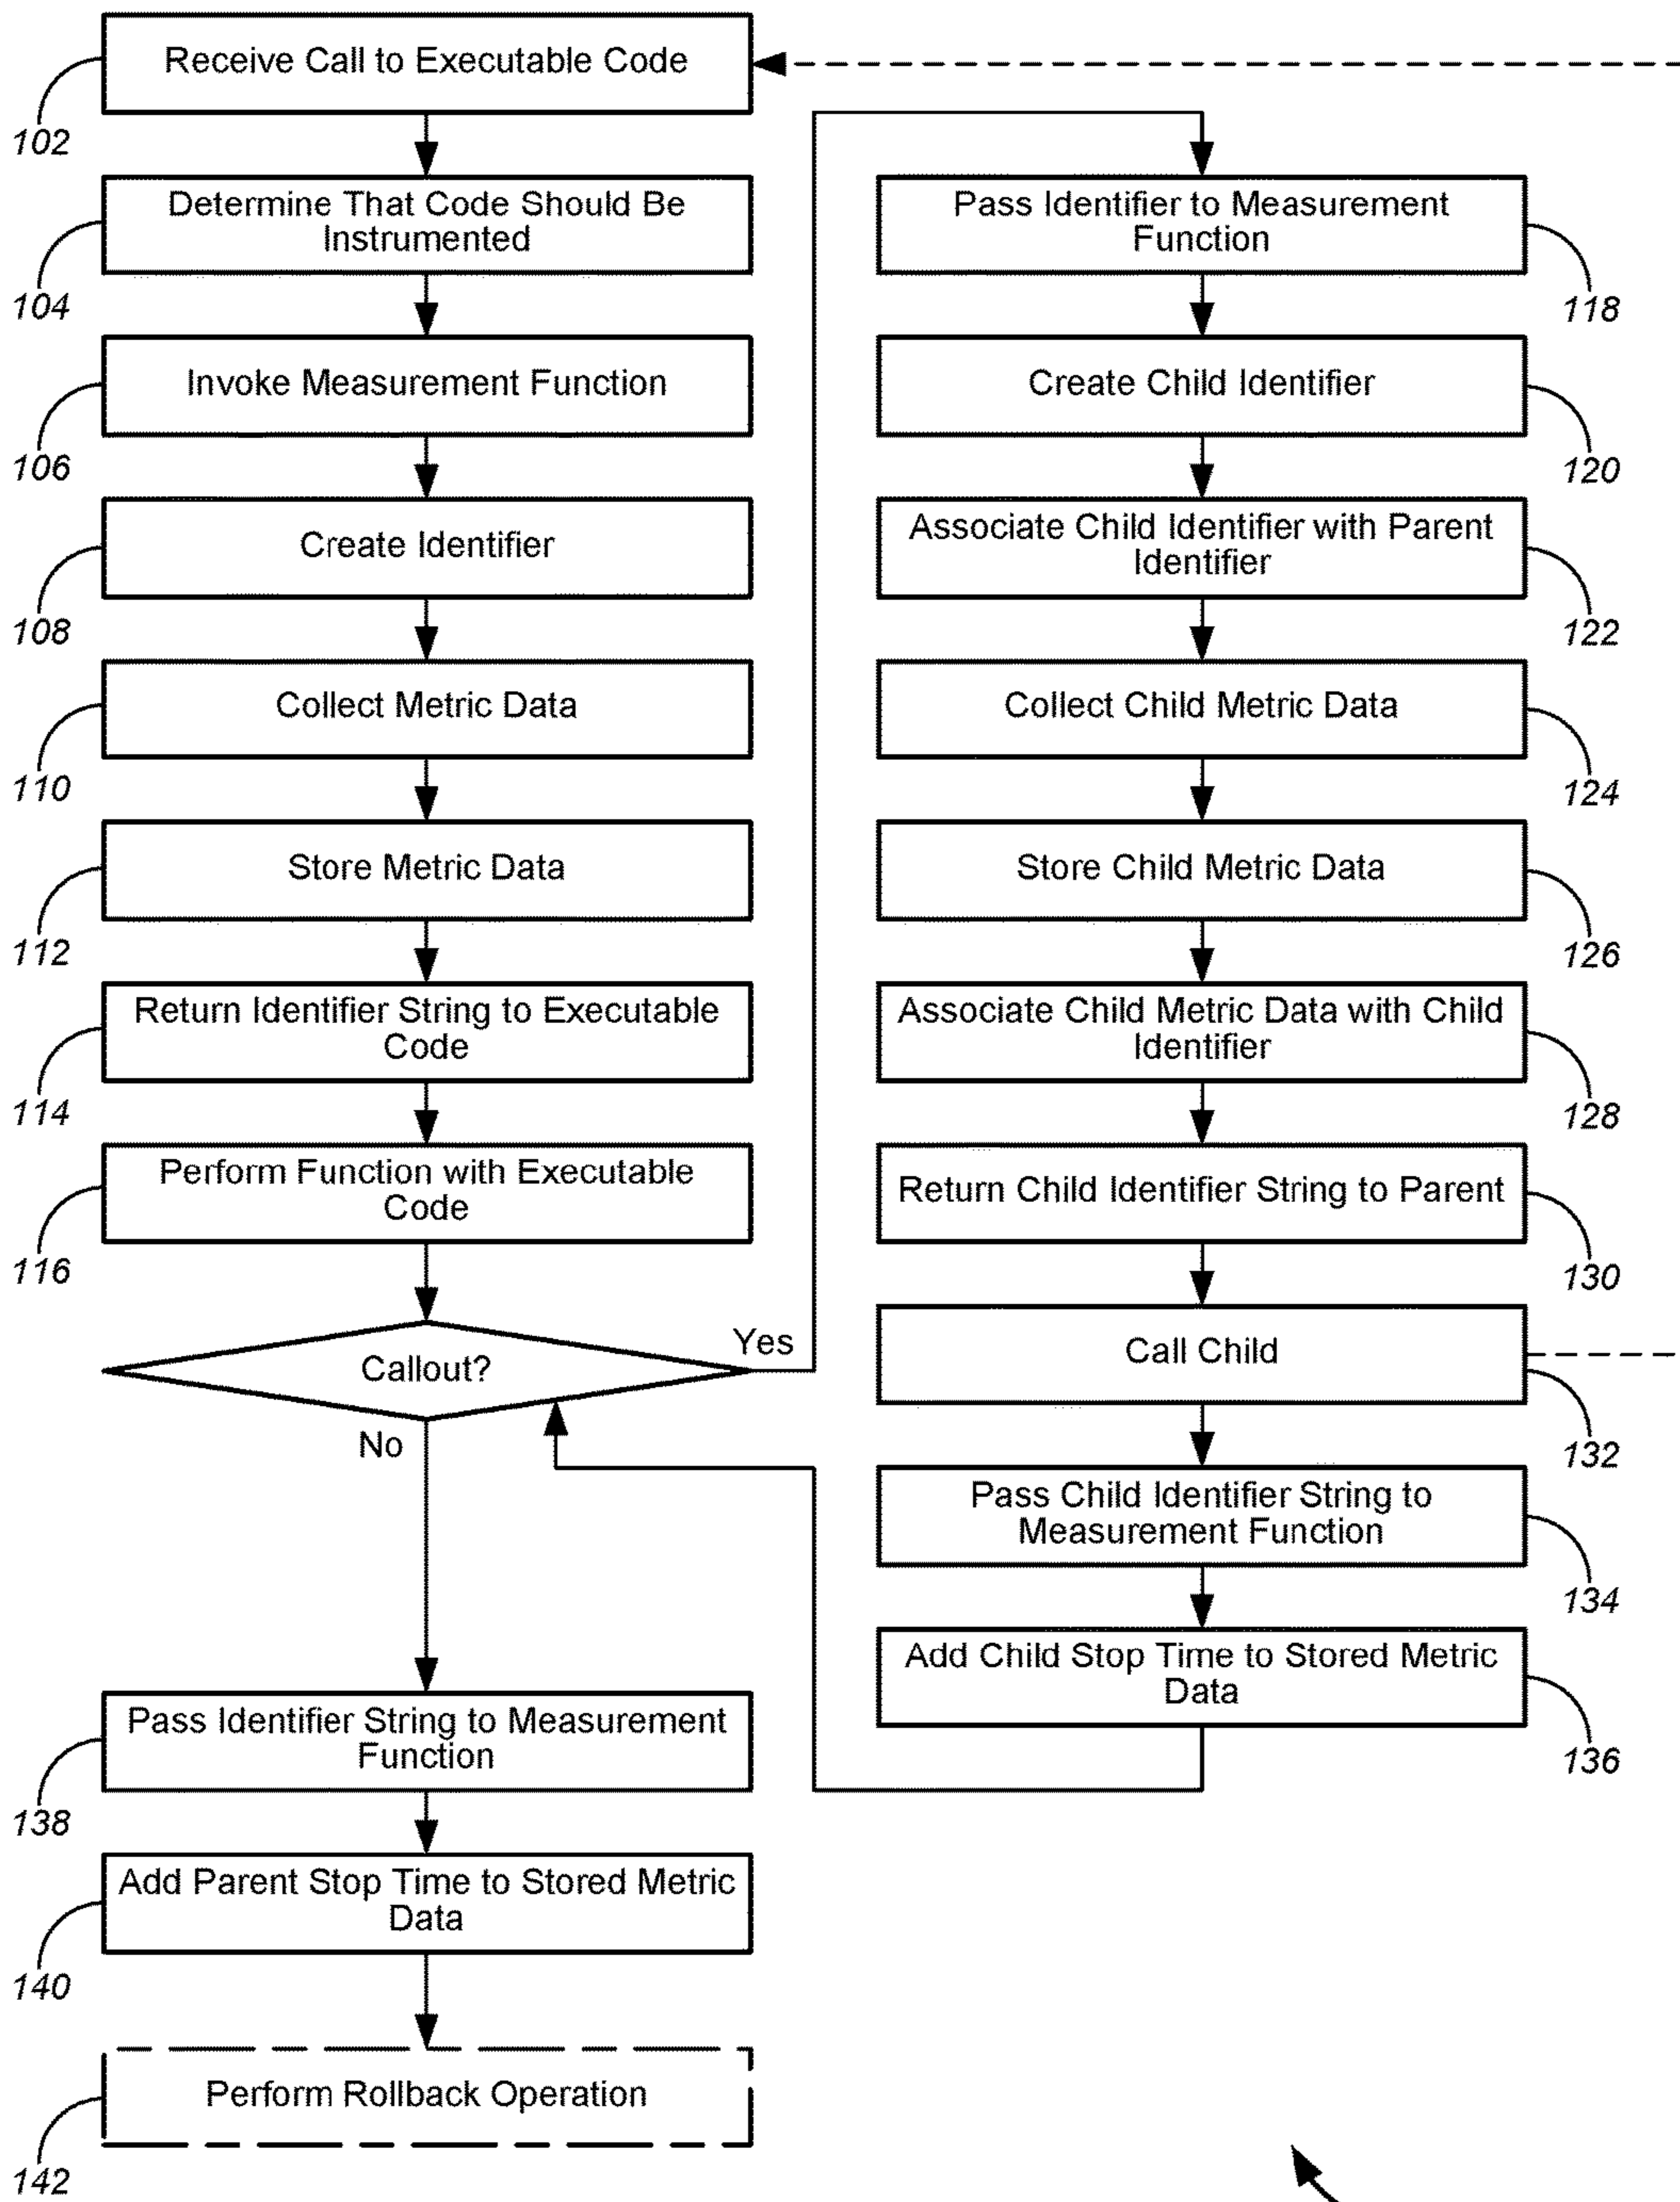 Receive Call to Executable Code
102
Determine That Code Should Be
Instrumented
104
Invoke Measurement Function
106
Create Identifier
108
Collect Metric Data
110
Store Metric Data
112
Return Identifier String to Executable
Code
114
Perform Function with Executable
Code
116
Callout?
Yes
No
Pass Identifier to Measurement
Function
118
Create Child Identifier
120
Associate Child Identifier with Parent
Identifier
122
Collect Child Metric Data
124
Store Child Metric Data
126
Associate Child Metric Data with Child
Identifier
128
Return Child Identifier String to Parent
130
Call Child
132
Pass Child Identifier String to
Measurement Function
134
Add Child Stop Time to Stored Metric
Data
136
Pass Identifier String to Measurement
Function
138
Add Parent Stop Time to Stored Metric
Data
140
Perform Rollback Operation
142